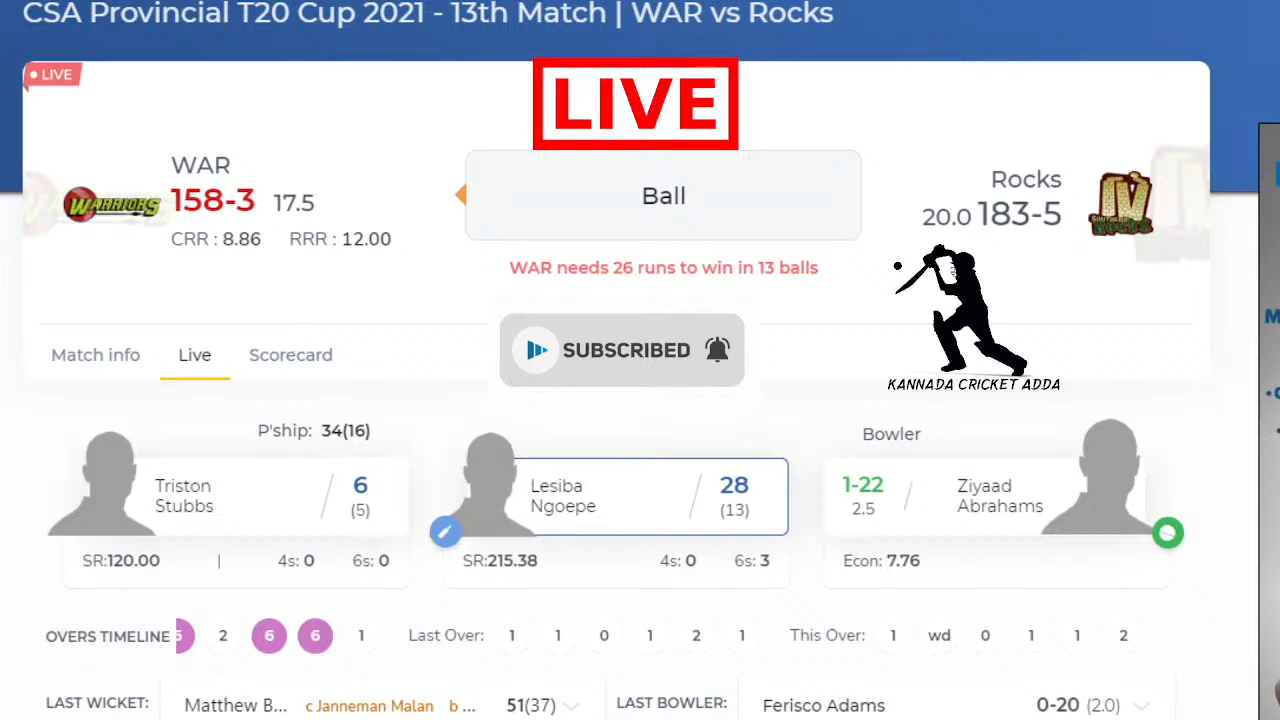 CSA Provincial T20 Cup 2021 - 13th Match | WAR vs Rocks
LIVE
LIVE
WAR
158-3 17.5
CRR : 8.86 RRR : 12.00
WARRIORS
Ball
Rocks
20.0 183-5
WAR needs 26 runs to win in 13 balls
Match info Live Scorecard
SUBSCRIBED
KANNADA CRICKET ADDA
P'ship: 34(16)
Triston
Stubbs
6
(5)
SR:120.00 | 4s: 0 6s: 0
Lesiba
Ngoepe
28
(13)
SR:215.38 4s: 0 6s: 3
Bowler
1-22
2.5
Ziyaad
Abrahams
Econ: 7.76
OVERS TIMELINE 2 6 6 1 Last Over: 1 1 0 1 2 1 This Over: 1 wd 0 1 1 2
LAST WICKET: Matthew B... c Janneman Malan b ... 51(37) LAST BOWLER: Ferisco Adams 0-20 (2.0)